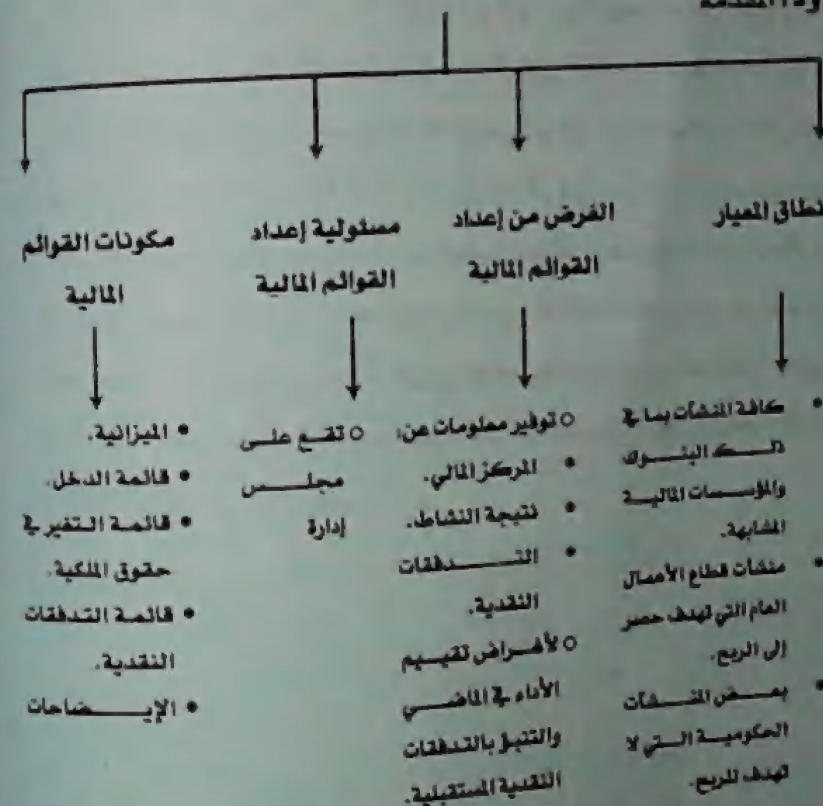 المقدمة
نطاق المعيار
كافة المنشآت بما في
ذلك البنوك
والمؤسسات المالية
المشابهة.
منشآت قطاع الأعمال
العام التي تهدف حصر
إلى الربح.
بعض المنشآت
الحكومية التي لا
تهدف للربح.
الغرض من إعداد
القوائم المالية
توفير معلومات عن:
المركز المالي.
نتيجة النشاط.
التدفقات
النقدية.
لأغراض تقييم
الأداء في الماضي
والتنبؤ بالتدفقات
النقدية المستقبلية.
مسئولية إعداد
القوائم المالية
تقع على
مجلس
إدارة
مكونات القوائم
المالية
الميزانية.
قائمة الدخل.
قائمة التغير في
حقوق الملكية.
قائمة التدفقات
النقدية.
الإيضاحات